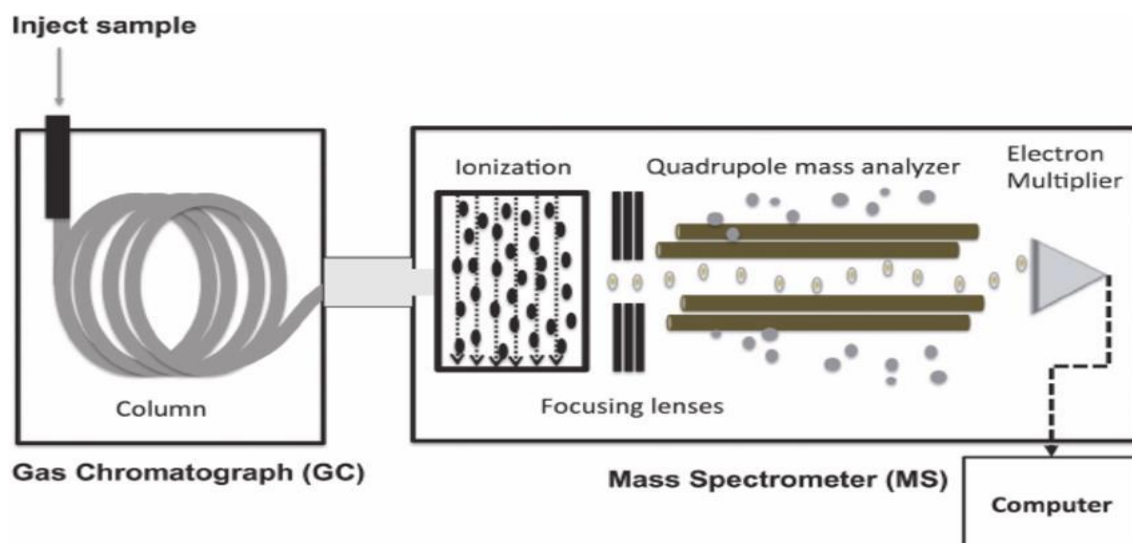 Inject sample
Ionization
Quadrupole mass analyzer
Electron
Multiplier
Column
Focusing lenses
Gas Chromatograph (GC)
Mass Spectrometer (MS)
Computer